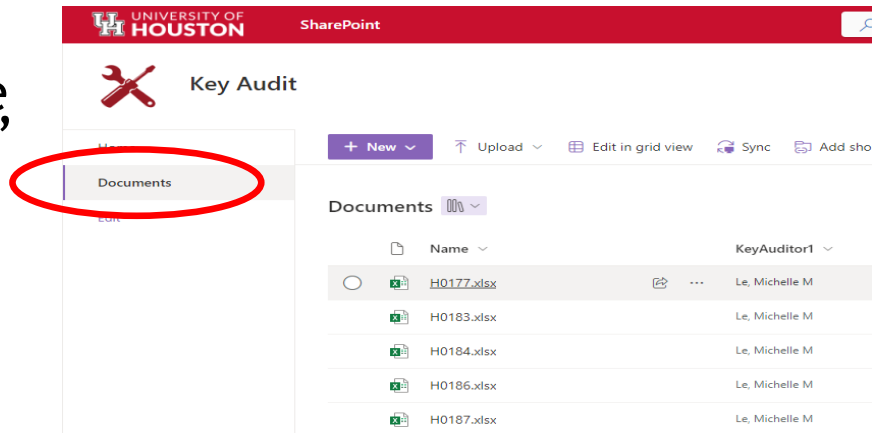 UNIVERSITY OF
HOUSTON
SharePoint
Key Audit
Documents
+ New
Upload
Edit in grid view
Sync
Add sho
Documents
Name
KeyAuditor1
H0177.xlsx
...
Le, Michelle M
H0183.xlsx
Le, Michelle M
H0184.xlsx
Le, Michelle M
H0186.xlsx
Le, Michelle M
H0187.xlsx
Le, Michelle M